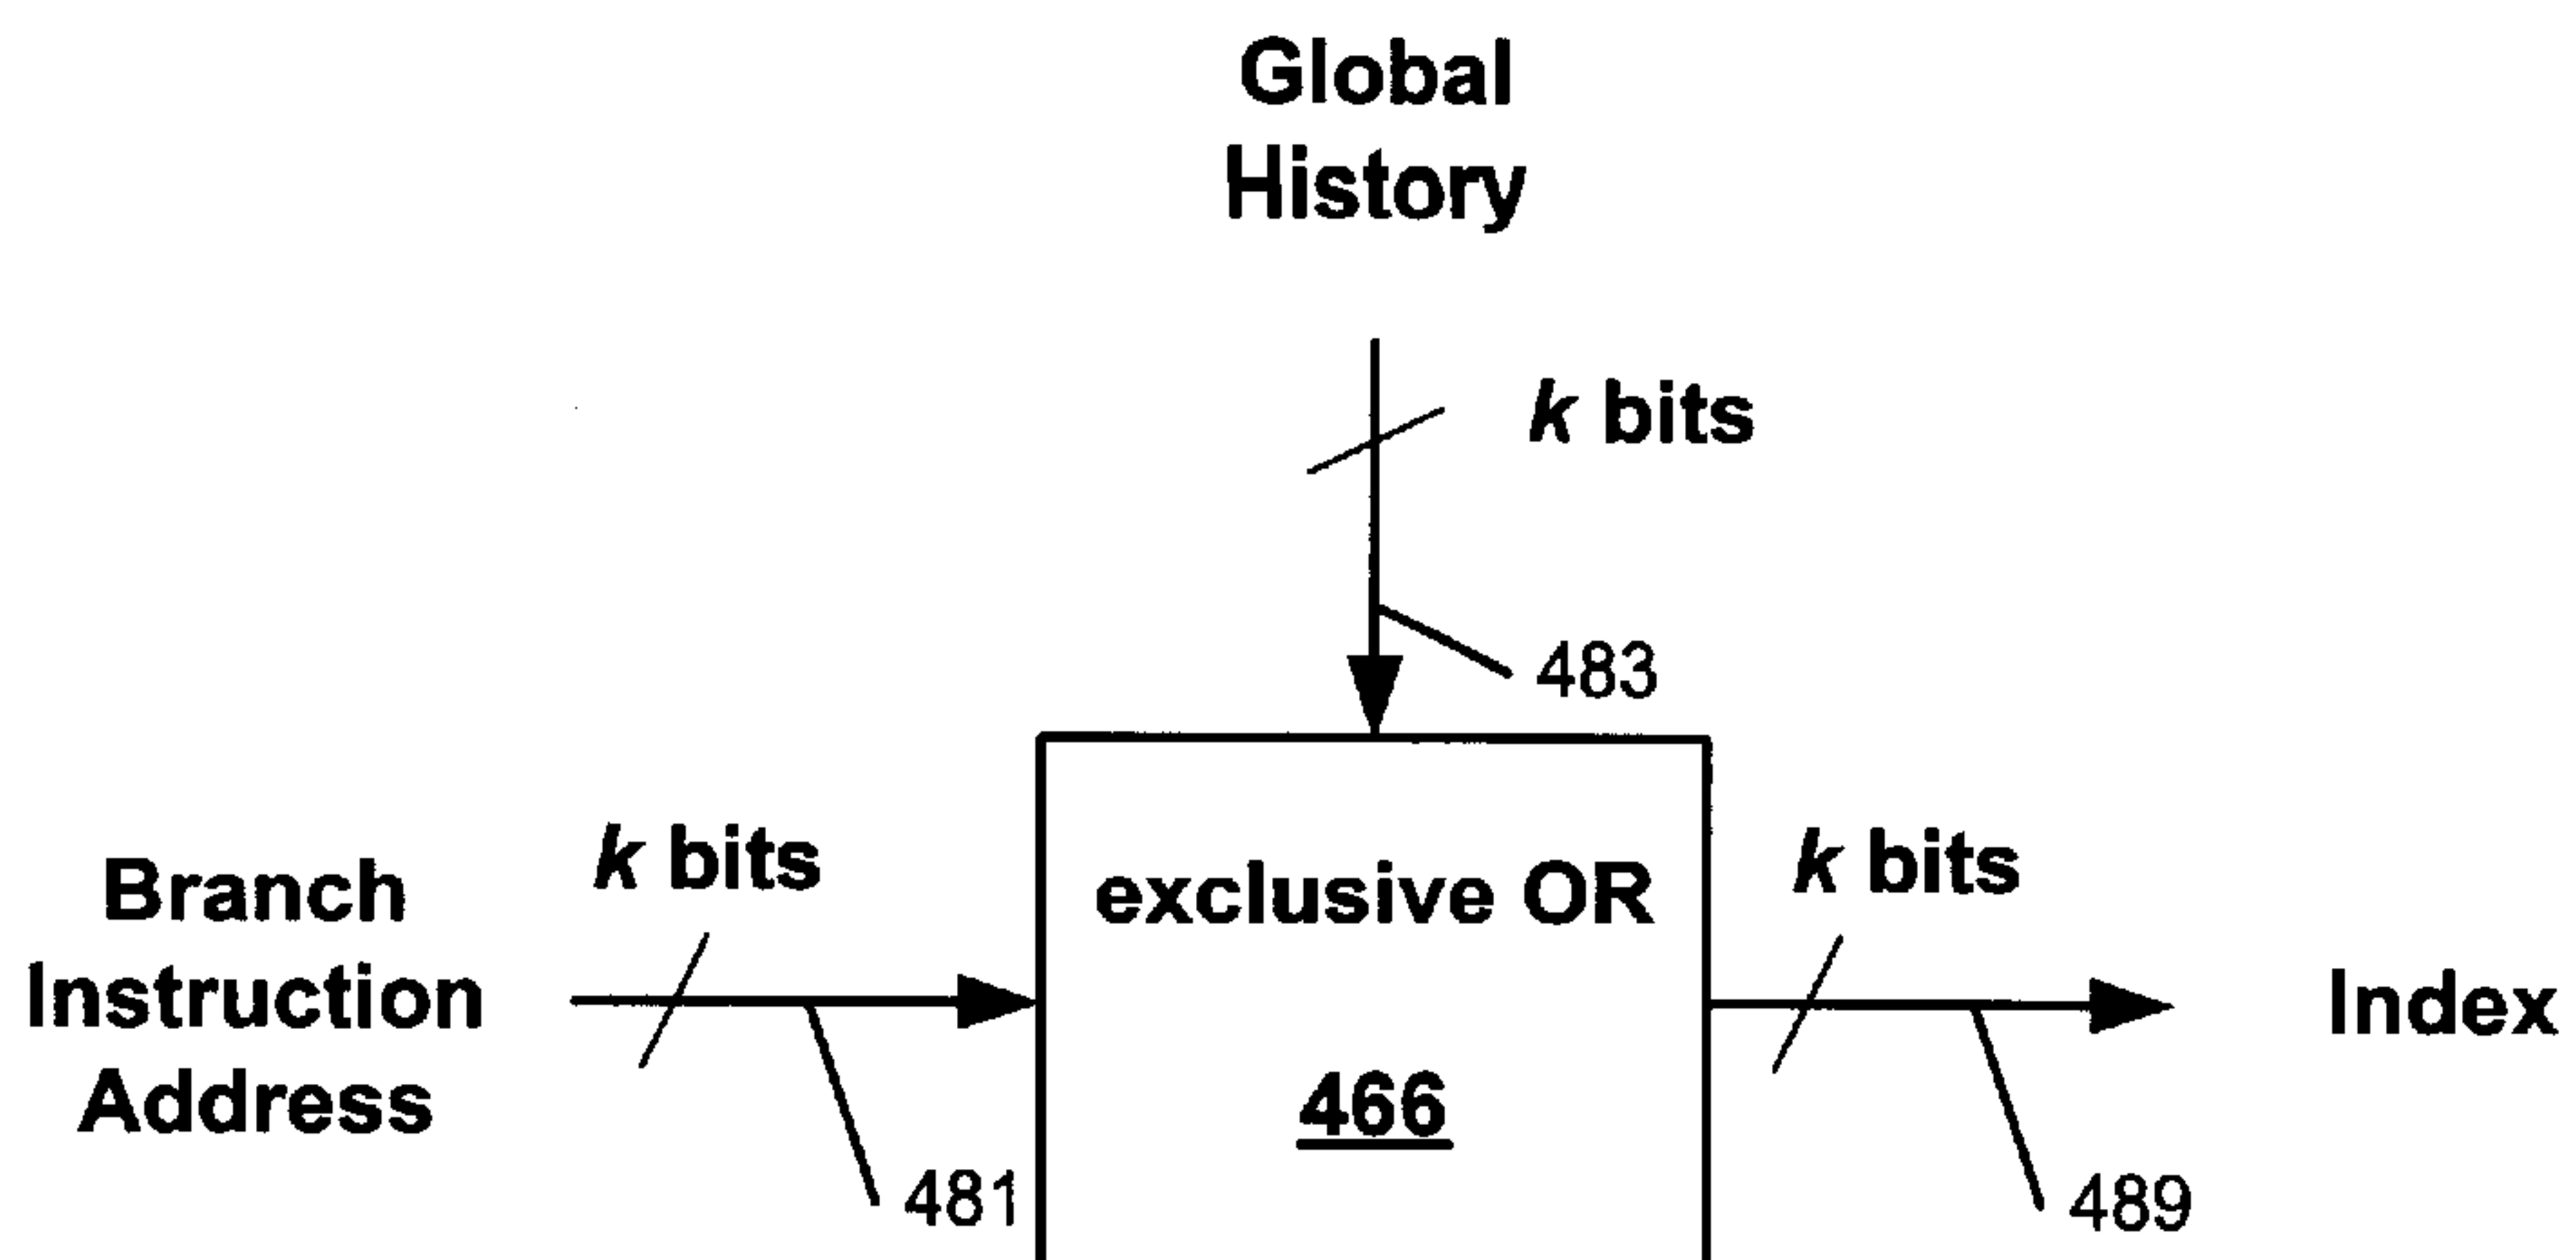 Global
History
k bits
483
k bits
Branch
Instruction
Address
481
exclusive OR
466
k bits
489
Index